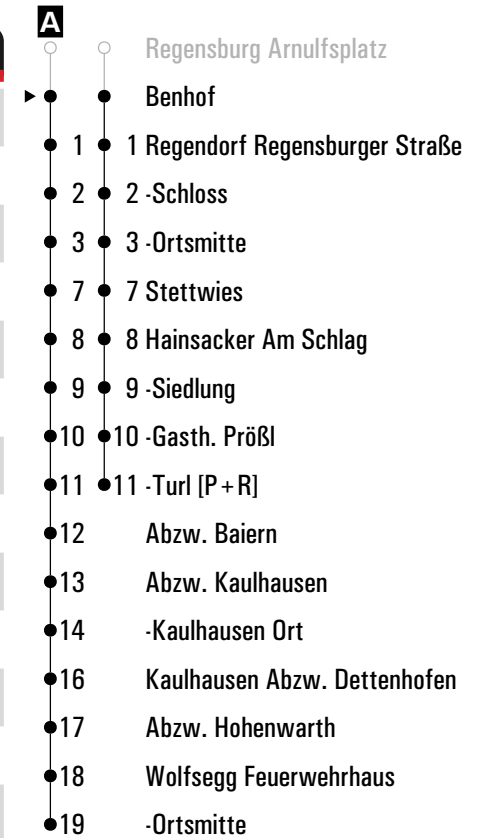 A
Regensburg Arnulfsplatz
Benhof
1 1 Regendorf Regensburger Straße
2 2 -Schloss
3 3 -Ortsmitte
7 7 Stettwies
8 8 Hainsacker Am Schlag
9 9 -Siedlung
10 10 -Gasth. Prößl
11 11 -Turl [P+R]
12 Abzw. Baiern
13 Abzw. Kaulhausen
14 -Kaulhausen Ort
16 Kaulhausen Abzw. Dettenhofen
17 Abzw. Hohenwarth
18 Wolfsegg Feuerwehrhaus
19 -Ortsmitte